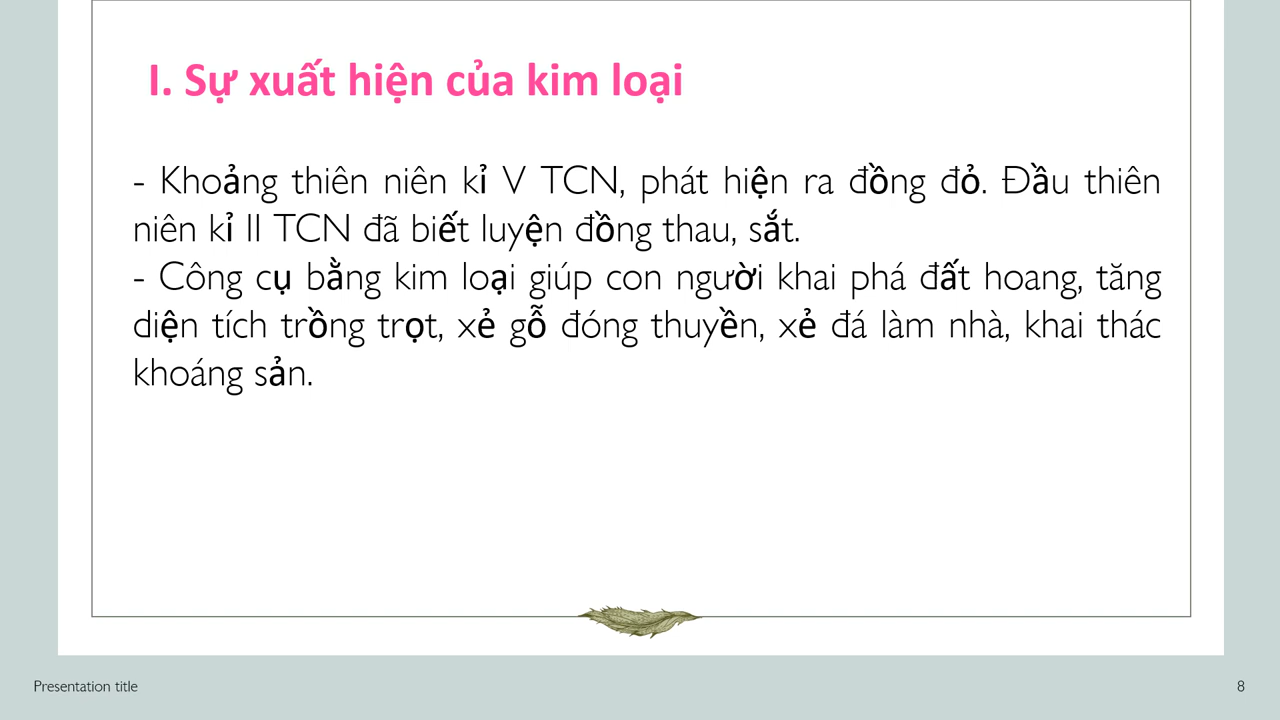 I. Sự xuất hiện của kim loại
- Khoảng thiên niên kỉ V TCN, phát hiện ra đồng đỏ. Đầu thiên
niên kỉ II TCN đã biết luyện đồng thau, sắt.
- Công cụ bằng kim loại giúp con người khai phá đất hoang, tăng
diện tích trồng trọt, xẻ gỗ đóng thuyền, xẻ đá làm nhà, khai thác
khoáng sản.
Presentation title
8